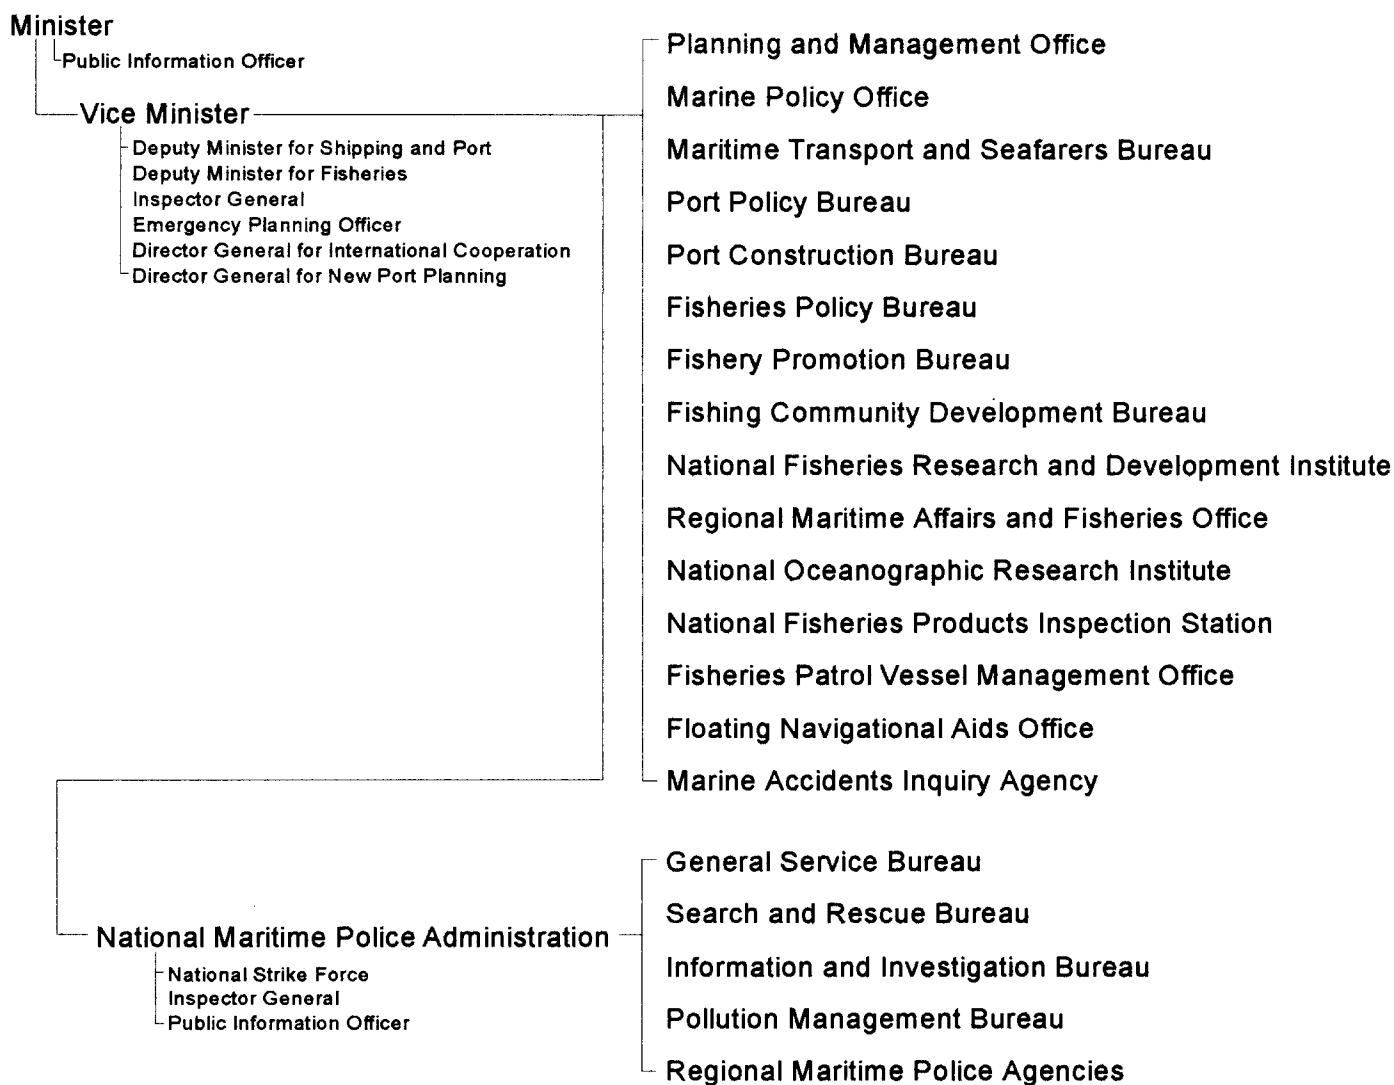 Minister
Public Information Officer
Vice Minister
Deputy Minister for Shipping and Port
Deputy Minister for Fisheries
Inspector General
Emergency Planning Officer
Director General for International Cooperation
Director General for New Port Planning
Planning and Management Office
Marine Policy Office
Maritime Transport and Seafarers Bureau
Port Policy Bureau
Port Construction Bureau
Fisheries Policy Bureau
Fishery Promotion Bureau
Fishing Community Development Bureau
National Fisheries Research and Development Institute
Regional Maritime Affairs and Fisheries Office
National Oceanographic Research Institute
National Fisheries Products Inspection Station
Fisheries Patrol Vessel Management Office
Floating Navigational Aids Office
Marine Accidents Inquiry Agency
National Maritime Police Administration
National Strike Force
Inspector General
Public Information Officer
General Service Bureau
Search and Rescue Bureau
Information and Investigation Bureau
Pollution Management Bureau
Regional Maritime Police Agencies